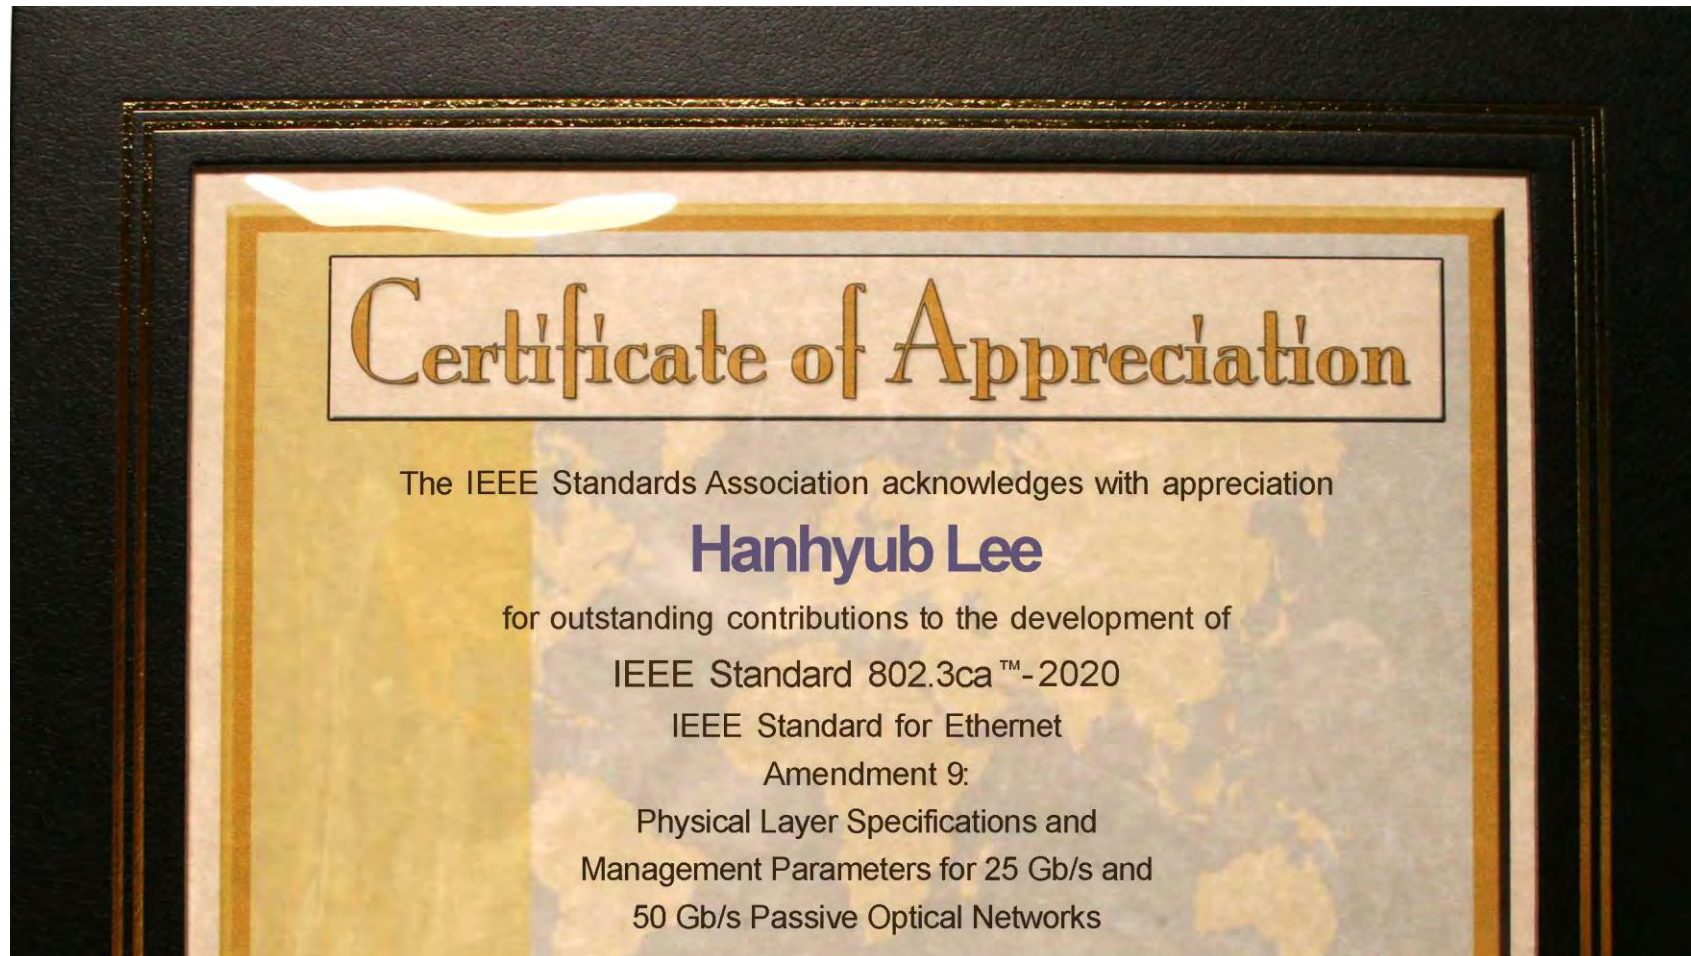 Certificate of Appreciation
The IEEE Standards Association acknowledges with appreciation
Hanhyub Lee
for outstanding contributions to the development of
IEEE Standard 802.3ca™-2020
IEEE Standard for Ethernet
Amendment 9:
Physical Layer Specifications and
Management Parameters for 25 Gb/s and
50 Gb/s Passive Optical Networks